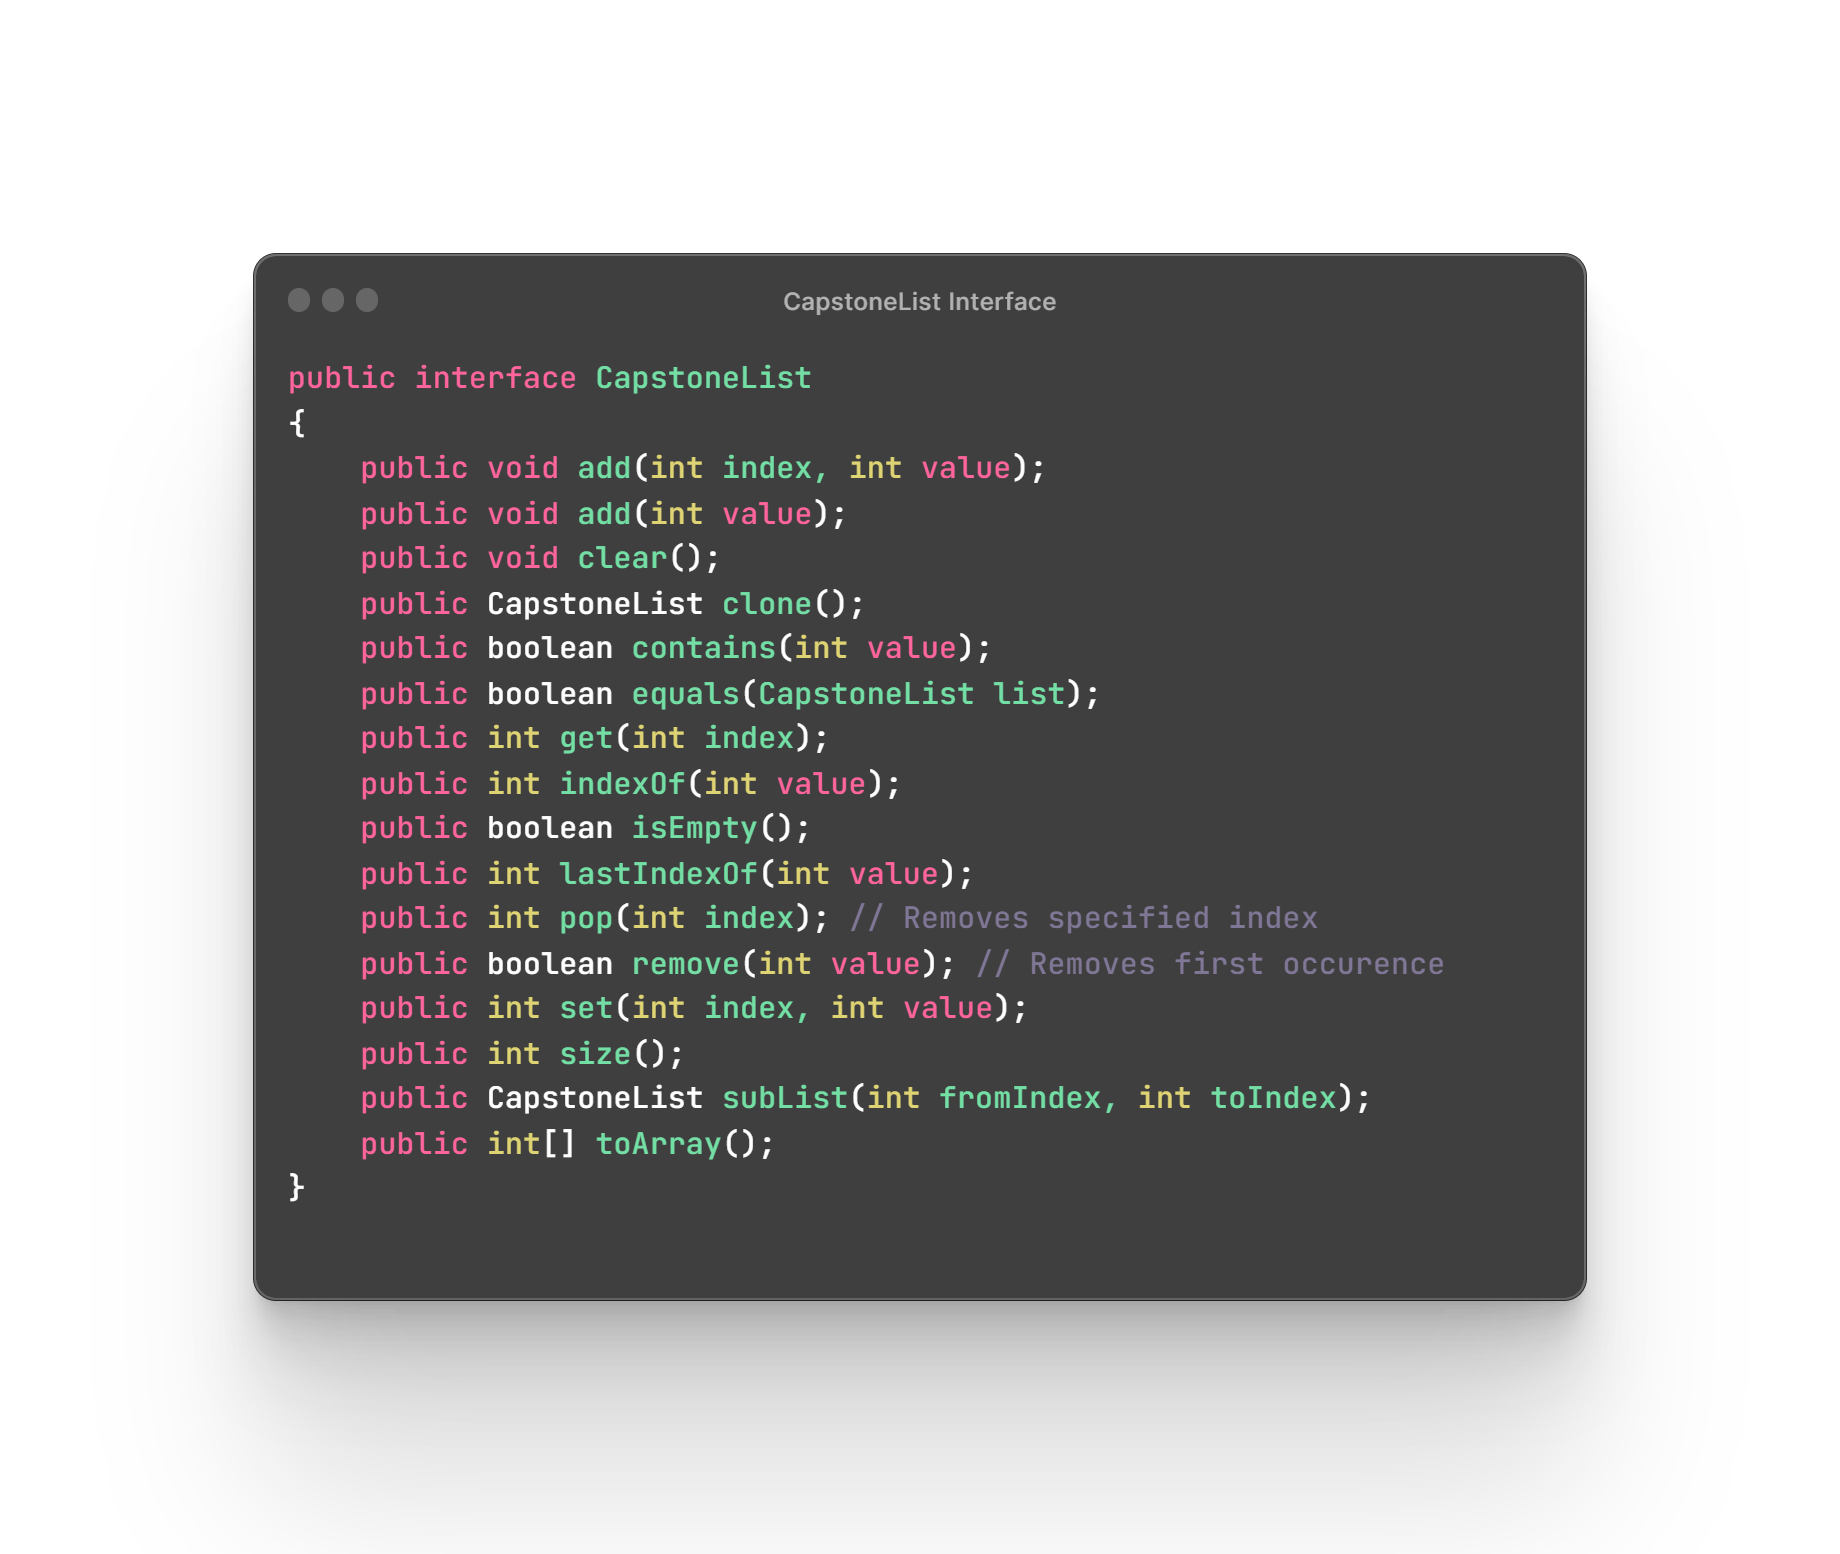 CapstoneList Interface
public interface CapstoneList
{
    public void add(int index, int value);
    public void add(int value);
    public void clear();
    public CapstoneList clone();
    public boolean contains(int value);
    public boolean equals(CapstoneList list);
    public int get(int index);
    public int indexOf(int value);
    public boolean isEmpty();
    public int lastIndexOf(int value);
    public int pop(int index); // Removes specified index
    public boolean remove(int value); // Removes first occurence
    public int set(int index, int value);
    public int size();
    public CapstoneList subList(int fromIndex, int toIndex);
    public int[] toArray();
}